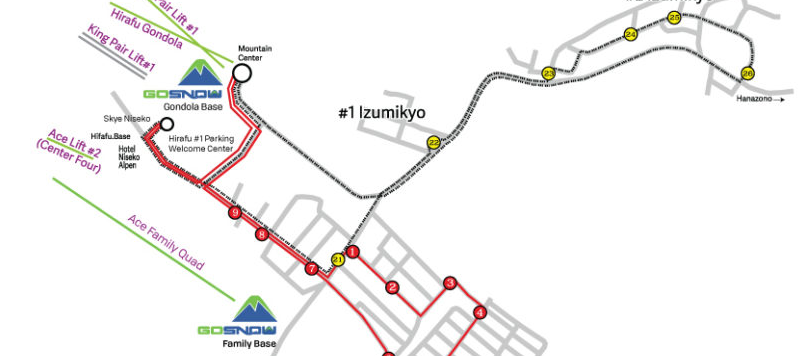 Pair Lift #1
Hirafu Gondola
King Pair Lift#1
Mountain
Center
GOSNOW
Gondola Base
#1 Izumikyo
25
24
23
26
Hanazono
22
Skye Niseko
Hifafu.Base
Hotel
Niseko
Alpen
Hirafu #1 Parking
Welcome Center
Ace Lift #2
(Center Four)
9
8
7
21
1
2
3
4
Ace Family Quad
GOSNOW
Family Base